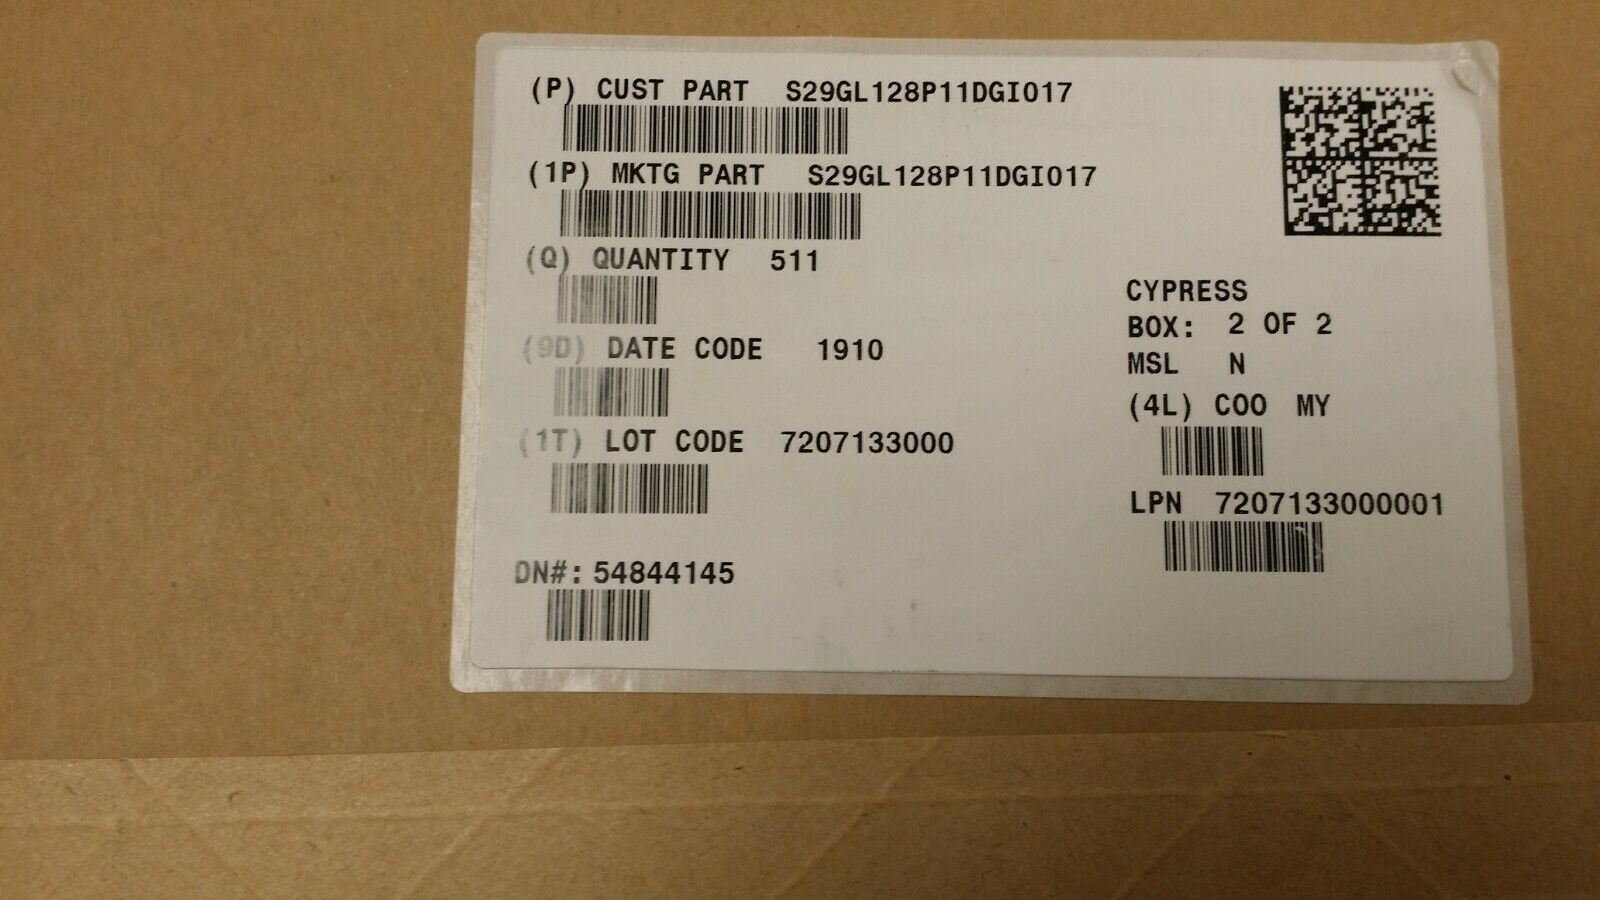 (P) CUST PART S29GL128P11DGI017
(1P) MKTG PART S29GL128P11DGI017
(Q) QUANTITY 511
(9D) DATE CODE 1910
(1T) LOT CODE 7207133000
DN#: 54844145
CYPRESS
BOX: 2 OF 2
MSL N
(4L) COO MY
LPN 7207133000001